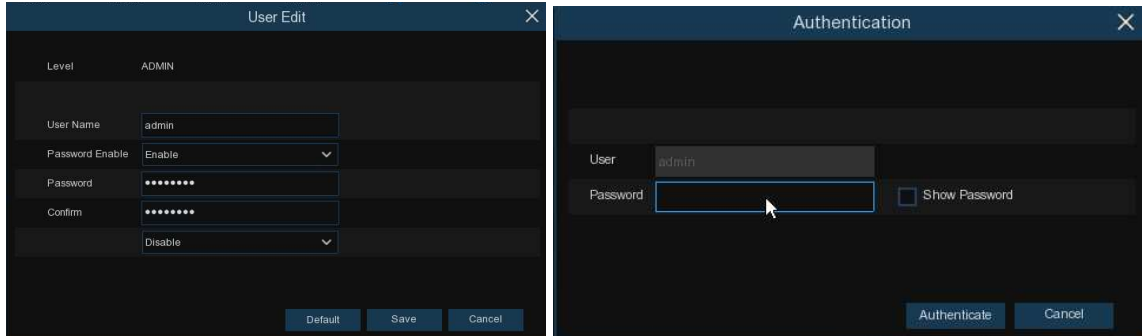 User Edit
Level ADMIN
User Name admin
Password Enable Enable
Password ••••••••
Confirm ••••••••
Disable
Default Save Cancel
Authentication
User admin
Password Show Password
Authenticate Cancel